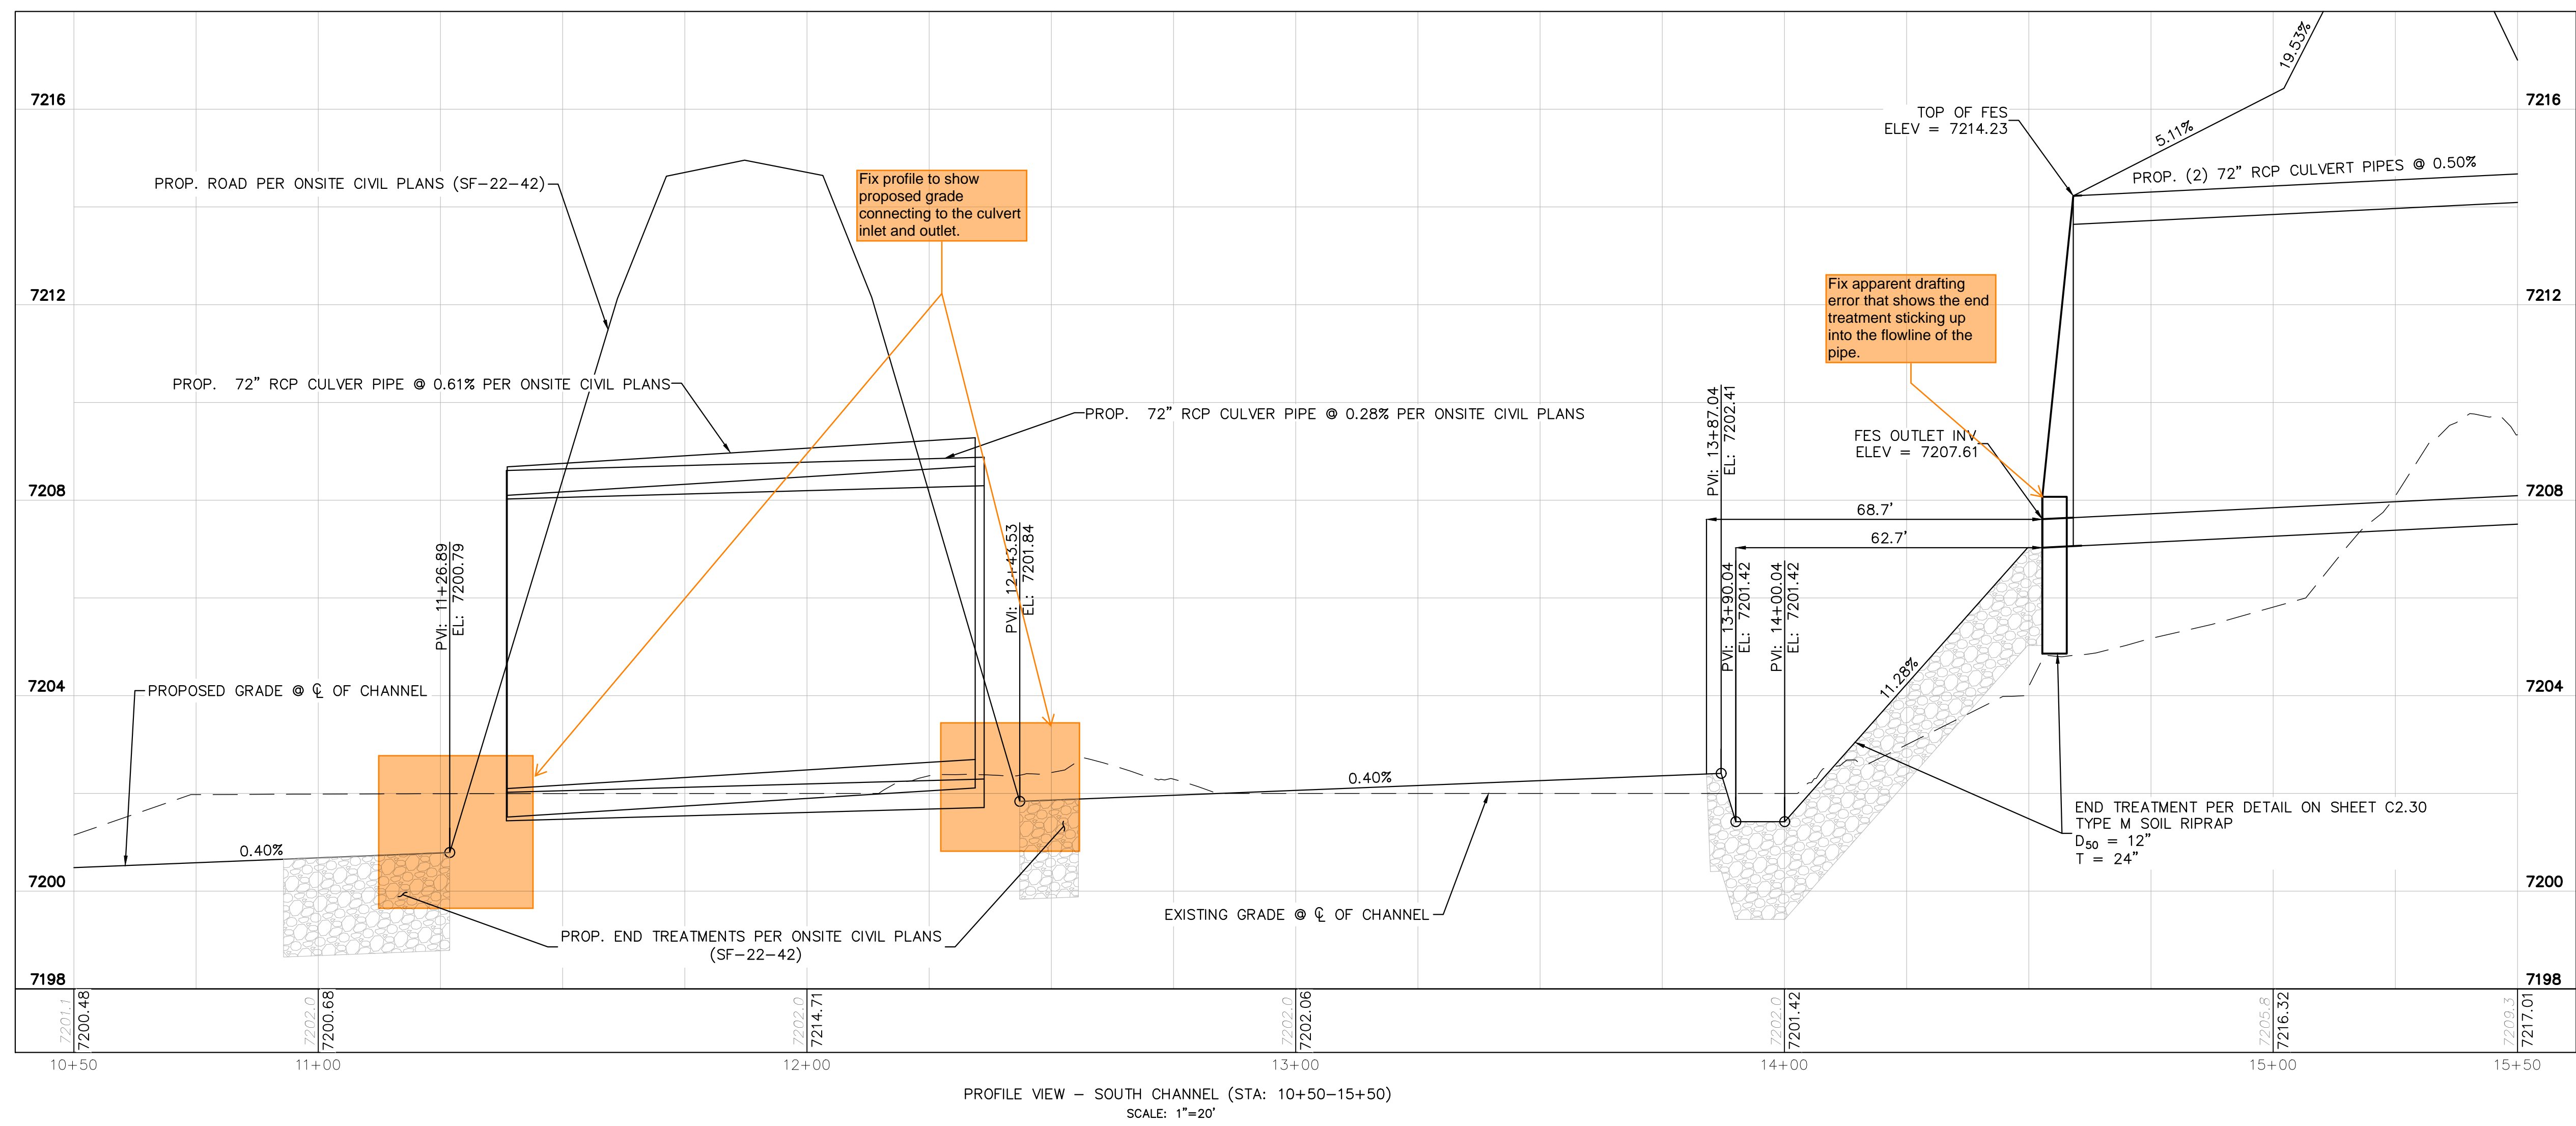 7216
7212
7208
7204
7200
7198
7216
7212
7208
7204
7200
7198
PROP. ROAD PER ONSITE CIVIL PLANS (SF-22-42)
Fix profile to show
proposed grade
connecting to the culvert
inlet and outlet.
TOP OF FES
ELEV = 7214.23
19.53%
5.11%
PROP. (2) 72" RCP CULVERT PIPES @ 0.50%
Fix apparent drafting
error that shows the end
treatment sticking up
into the flowline of the
pipe.
PROP. 72" RCP CULVER PIPE @ 0.61% PER ONSITE CIVIL PLANS
PROP. 72" RCP CULVER PIPE @ 0.28% PER ONSITE CIVIL PLANS
FES OUTLET INV
ELEV = 7207.61
68.7'
62.7'
PVI: 11+26.89
EL: 7200.79
PVI: 12+43.53
EL: 7201.84
PVI: 13+87.04
EL: 7202.41
PVI: 13+90.04
EL: 7201.42
PVI: 14+00.04
EL: 7201.42
11.28%
PROPOSED GRADE @ ℄ OF CHANNEL
0.40%
0.40%
EXISTING GRADE @ ℄ OF CHANNEL
PROP. END TREATMENTS PER ONSITE CIVIL PLANS
(SF-22-42)
END TREATMENT PER DETAIL ON SHEET C2.30
TYPE M SOIL RIPRAP
D50 = 12"
T = 24"
7201.1
7200.48
7202.0
7200.68
7202.0
7214.71
7202.0
7202.06
7202.0
7201.42
7205.8
7216.32
7209.3
7217.01
10+50
11+00
12+00
13+00
14+00
15+00
15+50
PROFILE VIEW - SOUTH CHANNEL (STA: 10+50-15+50)
SCALE: 1"=20'